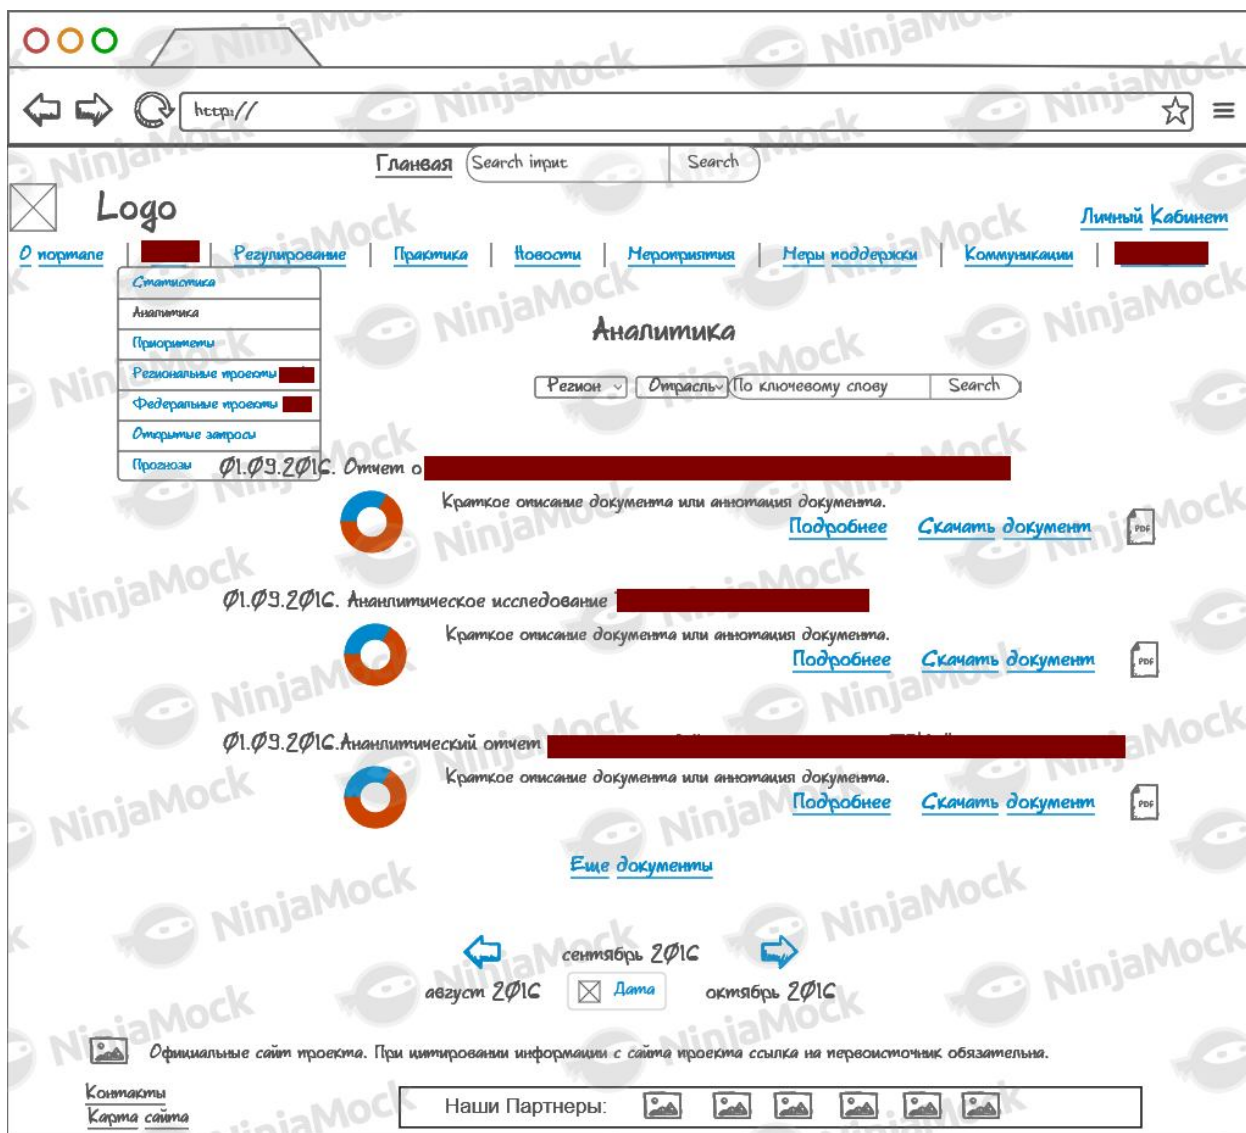 http://
Гланвая Search input Search
Logo
Личный Кабинет
О портале | | Регулирование | Практика | Новости | Мероприятия | Меры поддержки | Коммуникации |
Статистика
Аналитика
Приоритеты
Региональные проекты
Федеральные проекты
Открытые запросы
Прогнозы
Аналитика
Регион Отрасль По ключевому слову Search
01.09.2016. Отчет о
Краткое описание документа или аннотация документа.
Подробнее Скачать документ PDF
01.09.2016. Ананлитическое исследование
Краткое описание документа или аннотация документа.
Подробнее Скачать документ PDF
01.09.2016.Ананлитический отчет
Краткое описание документа или аннотация документа.
Подробнее Скачать документ PDF
Еще документы
сентябрь 2016
август 2016 Дата октябрь 2016
Официальные сайт проекта. При цитировании информации с сайта проекта ссылка на первоисточник обязательна.
Контакты
Карта сайта
Наши Партнеры:
NinjaMock